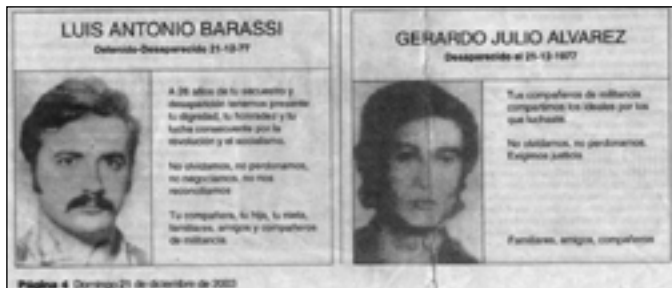 LUIS ANTONIO BARASSI
Detenido-Desaparecido 21-12-77
A 26 años de tu secuestro y
desaparición tenemos presente
tu dignidad, tu honradez y tu
lucha consecuente por la
revolución y el socialismo.
No olvidamos, no perdonamos,
no negociamos, no nos
reconciliamos
Tu compañera, tu hija, tu nieta,
familiares, amigos y compañeros
de militancia.
GERARDO JULIO ALVAREZ
Desaparecido el 21-12-1977
Tus compañeros de militancia
compartimos los ideales por los
que luchaste.
No olvidamos, no perdonamos.
Exigimos justicia
Familiares, amigos, compañeros
Página 4 Domingo 21 de diciembre de 2003